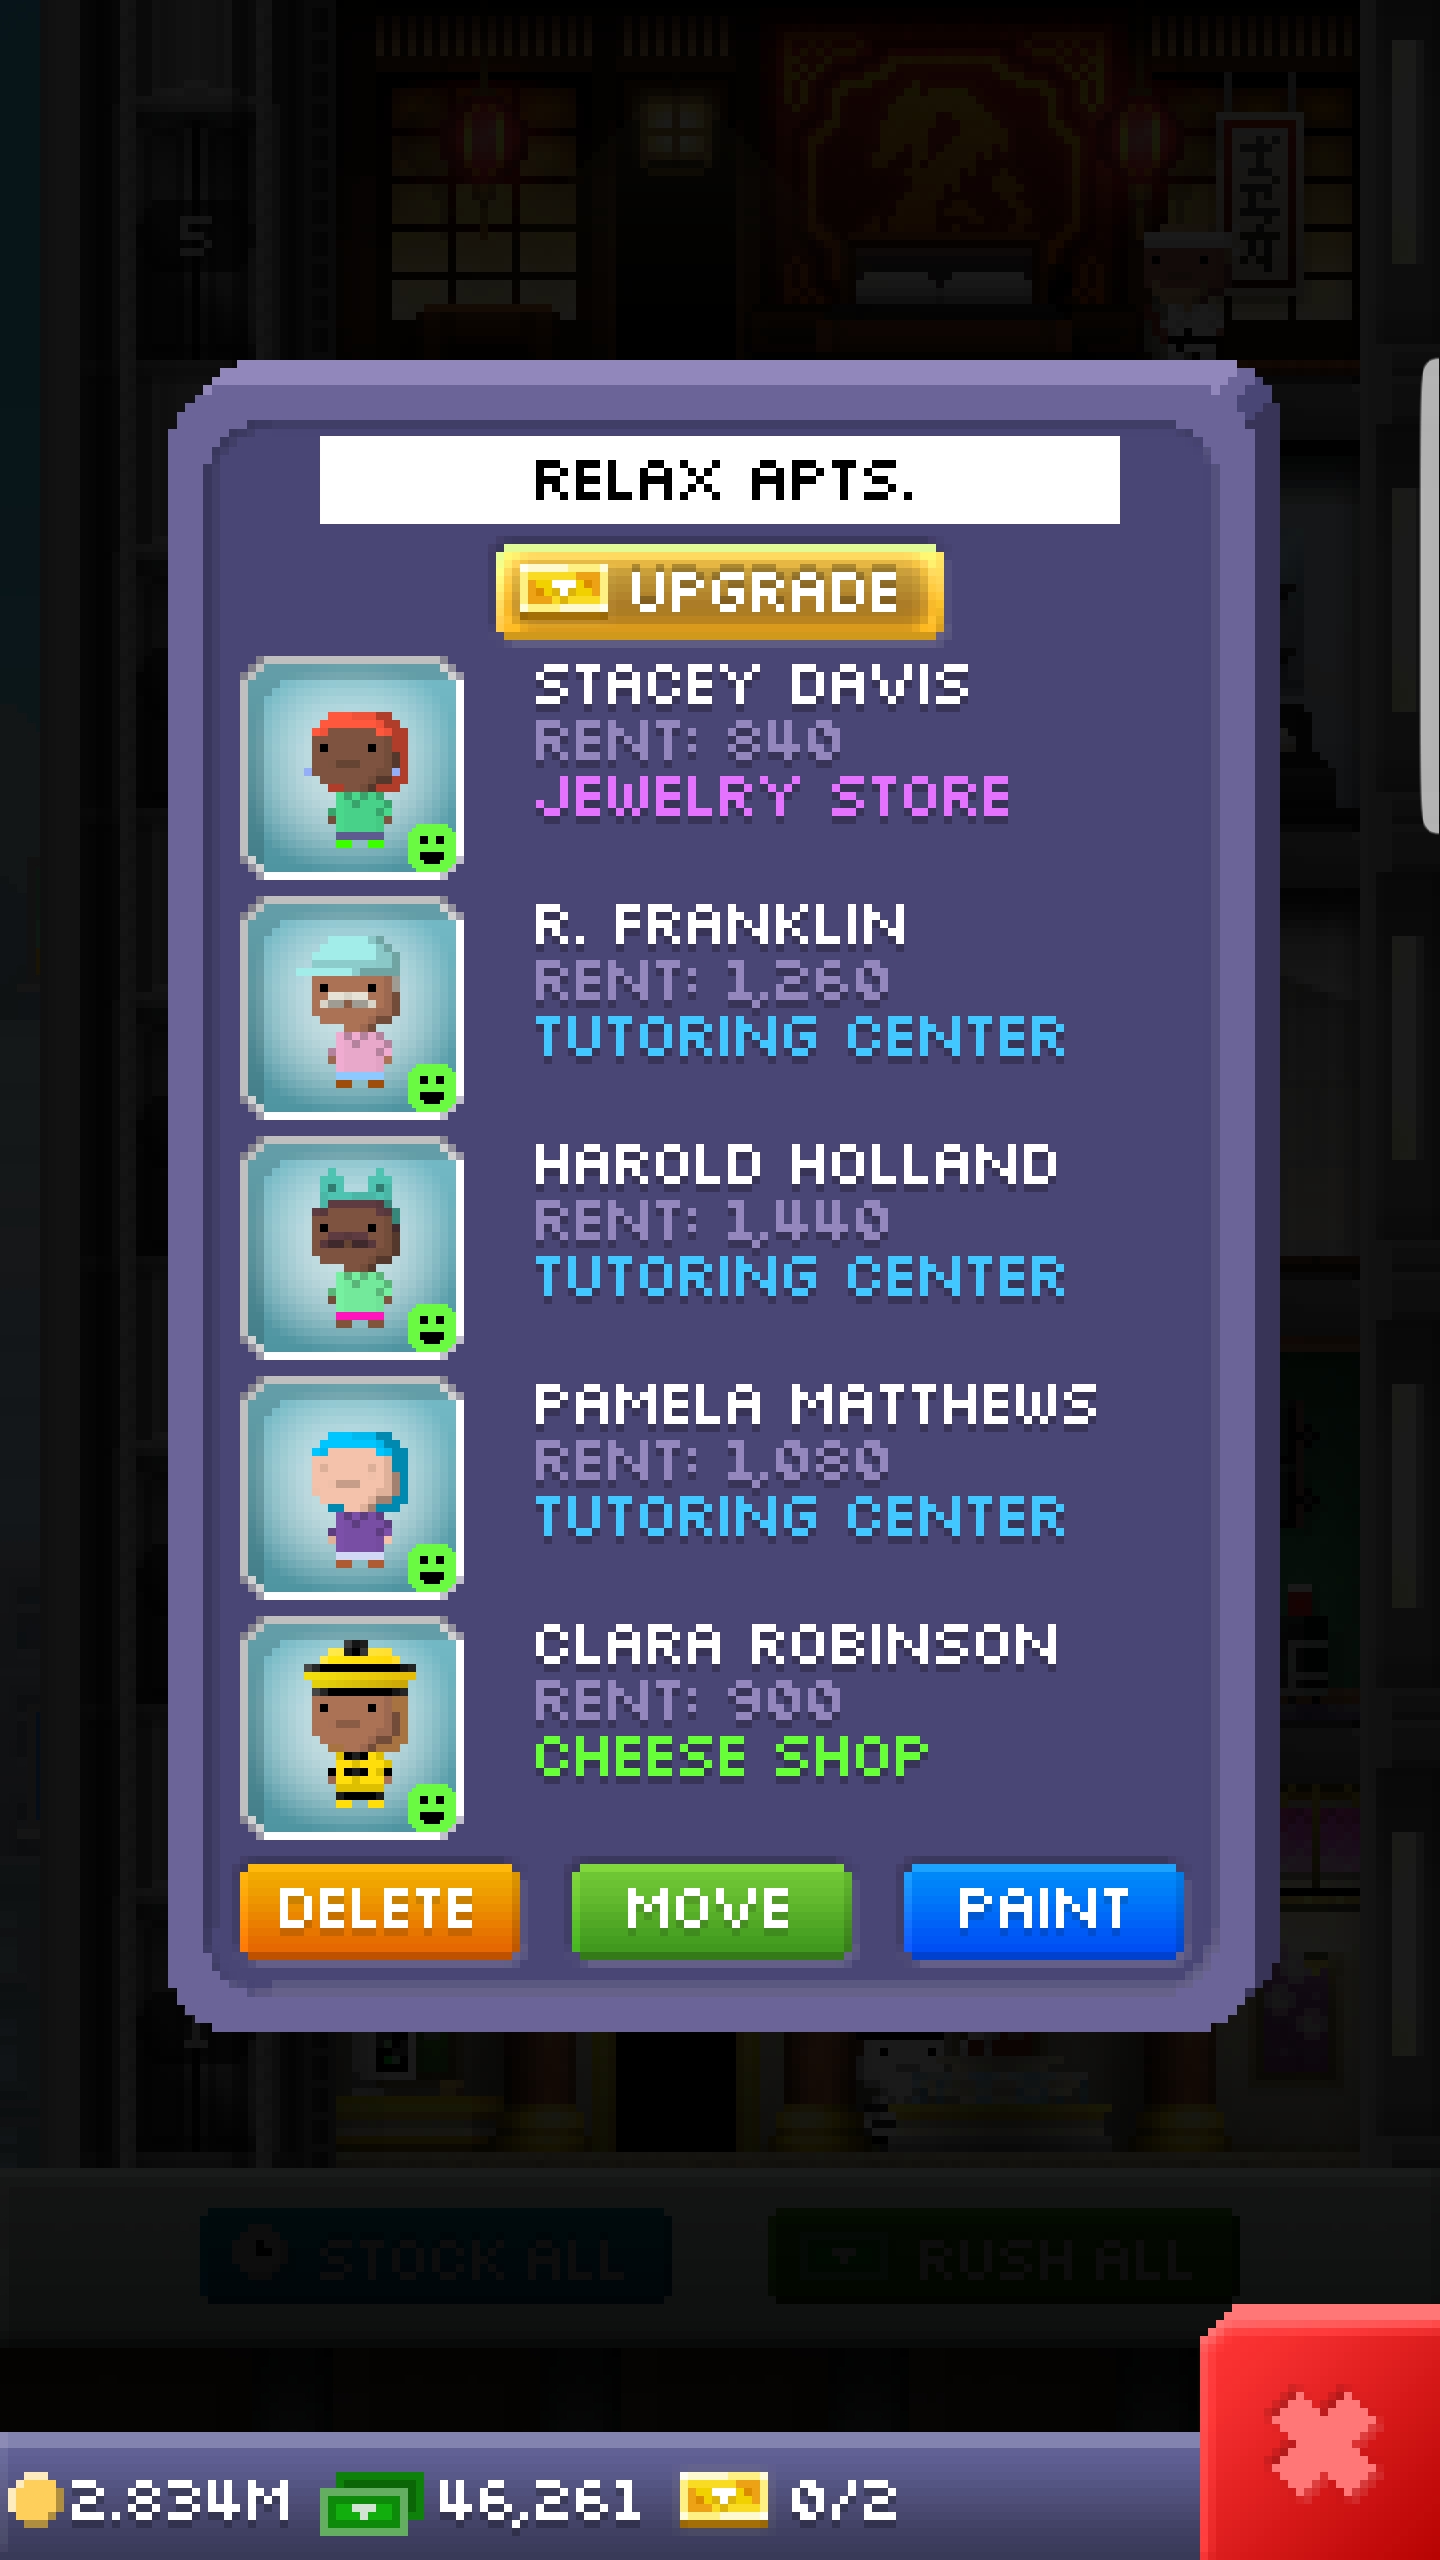 5
RELAX APTS.
UPGRADE
STACEY DAVIS
RENT: 840
JEWELRY STORE
R. FRANKLIN
RENT: 1,260
TUTORING CENTER
HAROLD HOLLAND
RENT: 1,440
TUTORING CENTER
PAMELA MATTHEWS
RENT: 1,080
TUTORING CENTER
CLARA ROBINSON
RENT: 900
CHEESE SHOP
DELETE MOVE PAINT
STOCK ALL RUSH ALL
2.834M 46,261 0/2